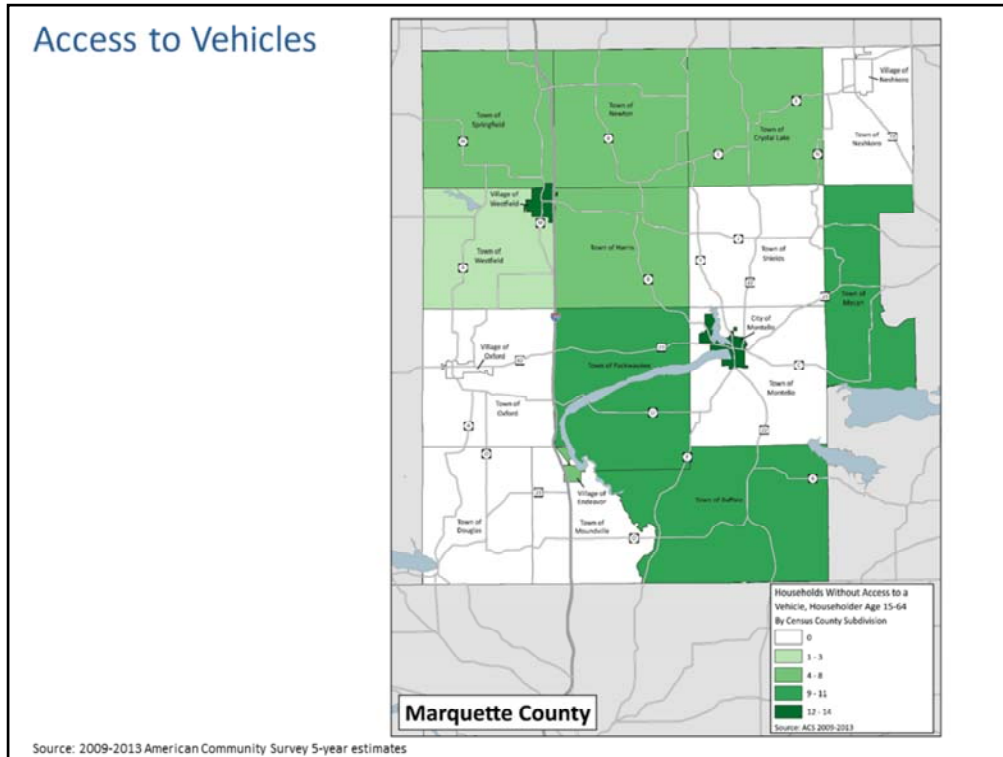 Access to Vehicles
Village of
Neshkoro
Town of
Springfield
Town of
Newton
Town of
Crystal Lake
Town of
Neshkoro
Village of
Westfield
Town of
Westfield
Town of Harris
Town of
Shields
Town of
Mecan
City of
Montello
Village of
Oxford
Town of Packwaukee
Town of
Oxford
Town of
Montello
Village of
Endeavor
Town of Buffalo
Town of
Douglas
Town of
Moundville
Households Without Access to a
Vehicle, Householder Age 15-64
By Census County Subdivision
0
1 - 3
4 - 8
9 - 11
12 - 14
Source: ACS 2009-2013
Marquette County
Source: 2009-2013 American Community Survey 5-year estimates